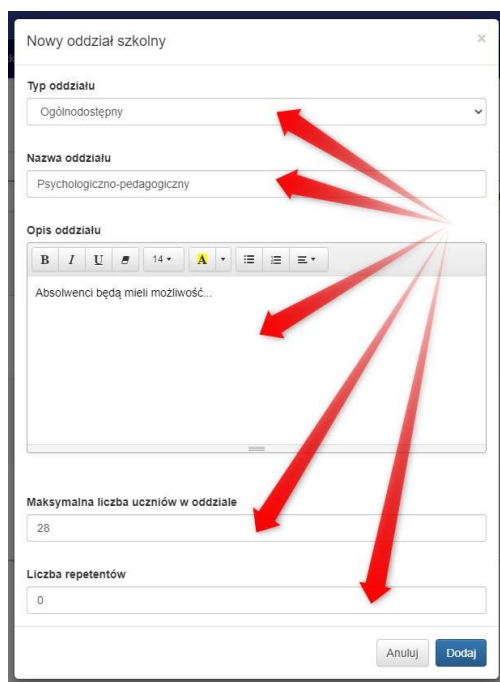 Nowy oddział szkolny
×
Typ oddziału
Ogólnodostępny
Nazwa oddziału
Psychologiczno-pedagogiczny
Opis oddziału
B I U 14 A
Absolwenci będą mieli możliwość...
Maksymalna liczba uczniów w oddziale
28
Liczba repetentów
0
Anuluj Dodaj